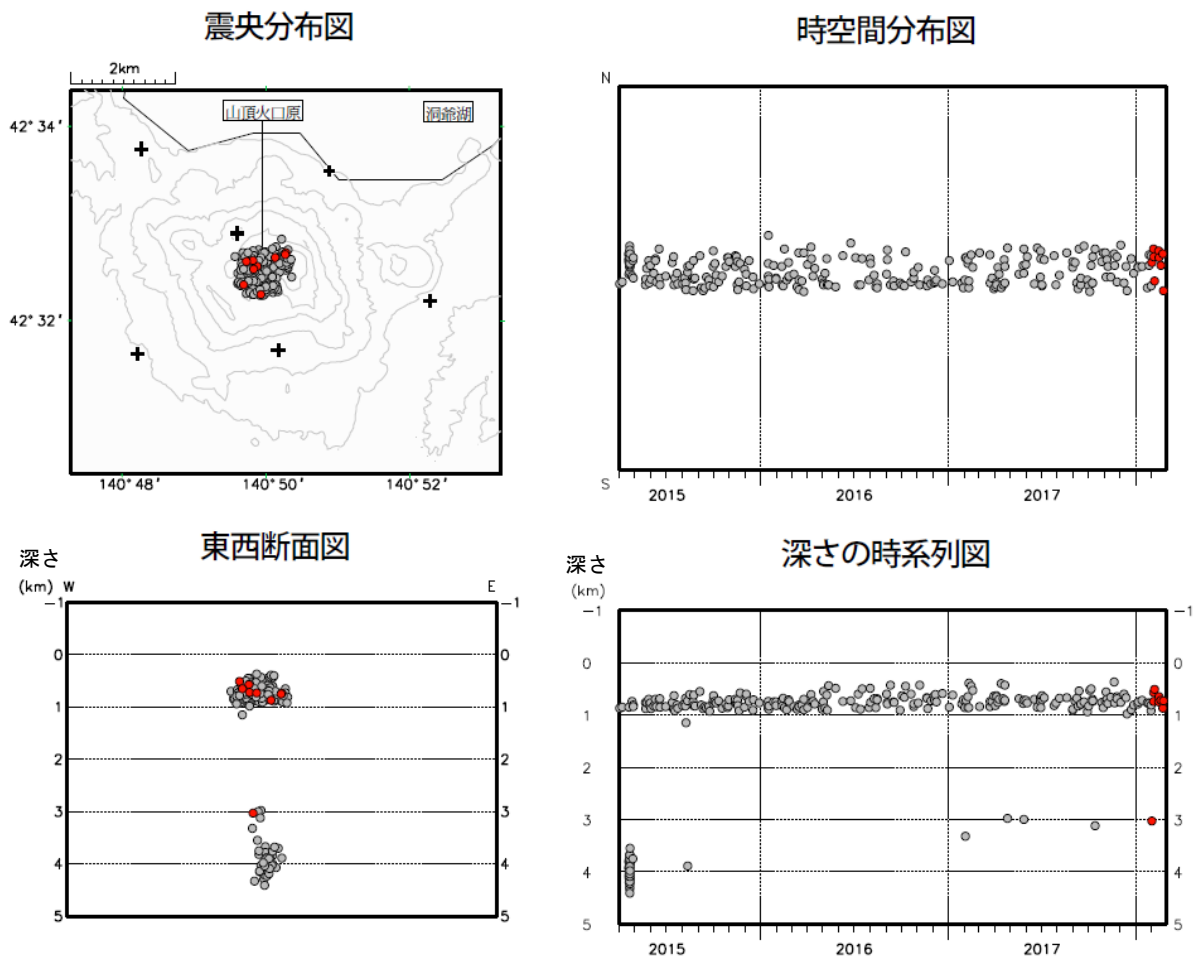 震央分布図
時空間分布図
2km
山頂火口原
洞爺湖
42°34′
42°32′
140°48′
140°50′
140°52′
N
S
2015
2016
2017
東西断面図
深さ
(km)
W
E
-1
0
1
2
3
4
5
-1
0
1
2
3
4
5
深さの時系列図
深さ
(km)
-1
0
1
2
3
4
5
-1
0
1
2
3
4
5
2015
2016
2017